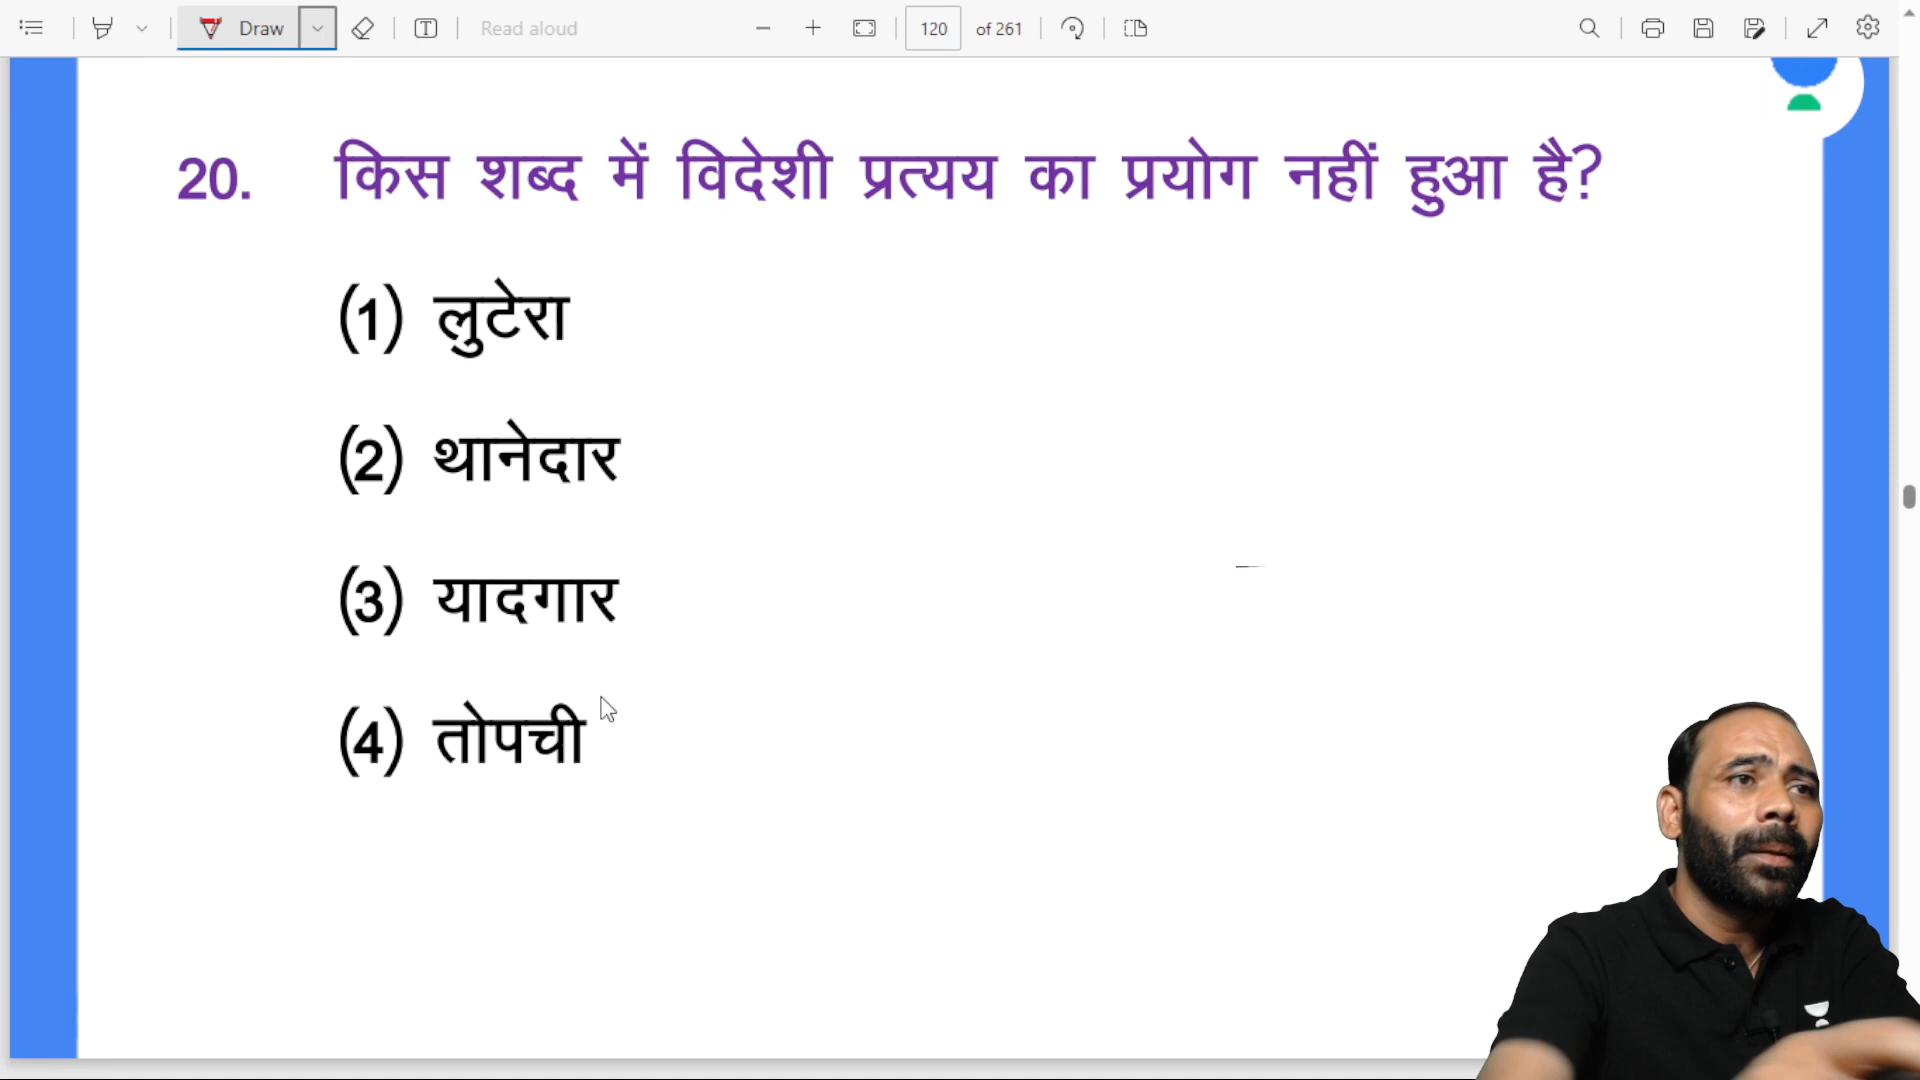 Draw
Read aloud
120 of 261
20. किस शब्द में विदेशी प्रत्यय का प्रयोग नहीं हुआ है?
(1) लुटेरा
(2) थानेदार
(3) यादगार
(4) तोपची